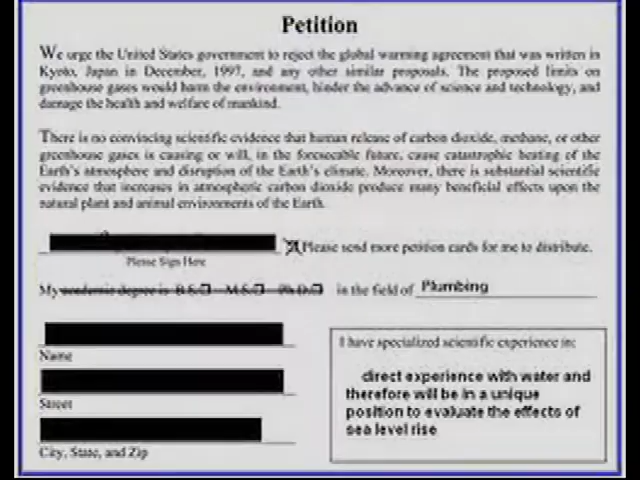 Petition
We urge the United States government to reject the global warming agreement that was written in
Kyoto, Japan in December, 1997, and any other similar proposals. The proposed limits on
greenhouse gases would harm the environment, hinder the advance of science and technology, and
damage the health and welfare of mankind.
There is no convincing scientific evidence that human release of carbon dioxide, methane, or other
greenhouse gases is causing or will, in the foreseeable future, cause catastrophic heating of the
Earth's atmosphere and disruption of the Earth's climate. Moreover, there is substantial scientific
evidence that increases in atmospheric carbon dioxide produce many beneficial effects upon the
natural plant and animal environments of the Earth.
Please send more petition cards for me to distribute.
Please Sign Here
My academic degree is B.S. M.S. Ph.D. in the field of Plumbing
Name
Street
City, State, and Zip
I have specialized scientific experience in:
direct experience with water and
therefore will be in a unique
position to evaluate the effects of
sea level rise